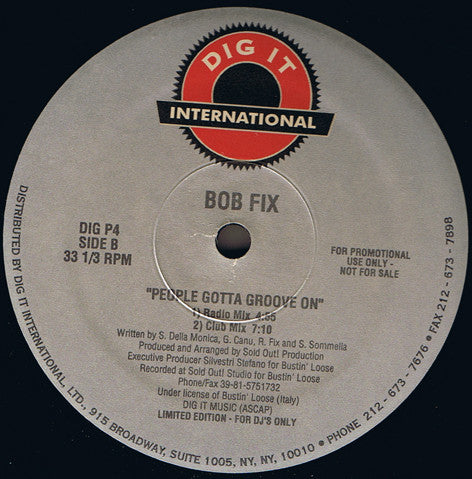 DIG IT
INTERNATIONAL
BOB FIX
DIG P4
SIDE B
33 1/3 RPM
FOR PROMOTIONAL
USE ONLY -
NOT FOR SALE
"PEOPLE GOTTA GROOVE ON"
1) Radio Mix 4:55
2) Club Mix 7:10
Written by S. Della Monica, G. Canu, R. Fix and S. Sommella
Produced and Arranged by Sold Out! Production
Executive Producer Silvestri Stefano for Bustin' Loose
Recorded at Sold Out! Studio for Bustin' Loose
Phone/Fax 39-81-5751732
Under license of Bustin' Loose (Italy)
DIG IT MUSIC (ASCAP)
LIMITED EDITION - FOR DJ'S ONLY
DISTRIBUTED BY DIG IT INTERNATIONAL, LTD., 915 BROADWAY, SUITE 1005, NY, NY, 10010 • PHONE 212-673-7676 • FAX 212-673-7898